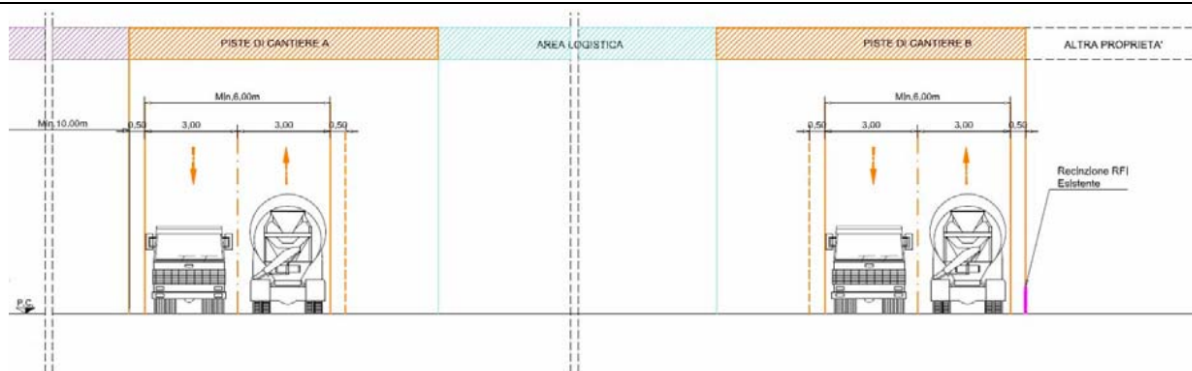 PISTE DI CANTIERE A
AREA LOGISTICA
PISTE DI CANTIERE B
ALTRA PROPRIETA'
Min.6,00m
Min.6,00m
Min.10.00m
0,50
3,00
3,00
0,50
0,50
3,00
3,00
0,50
Recinzione RFI
Esistente
P.C.